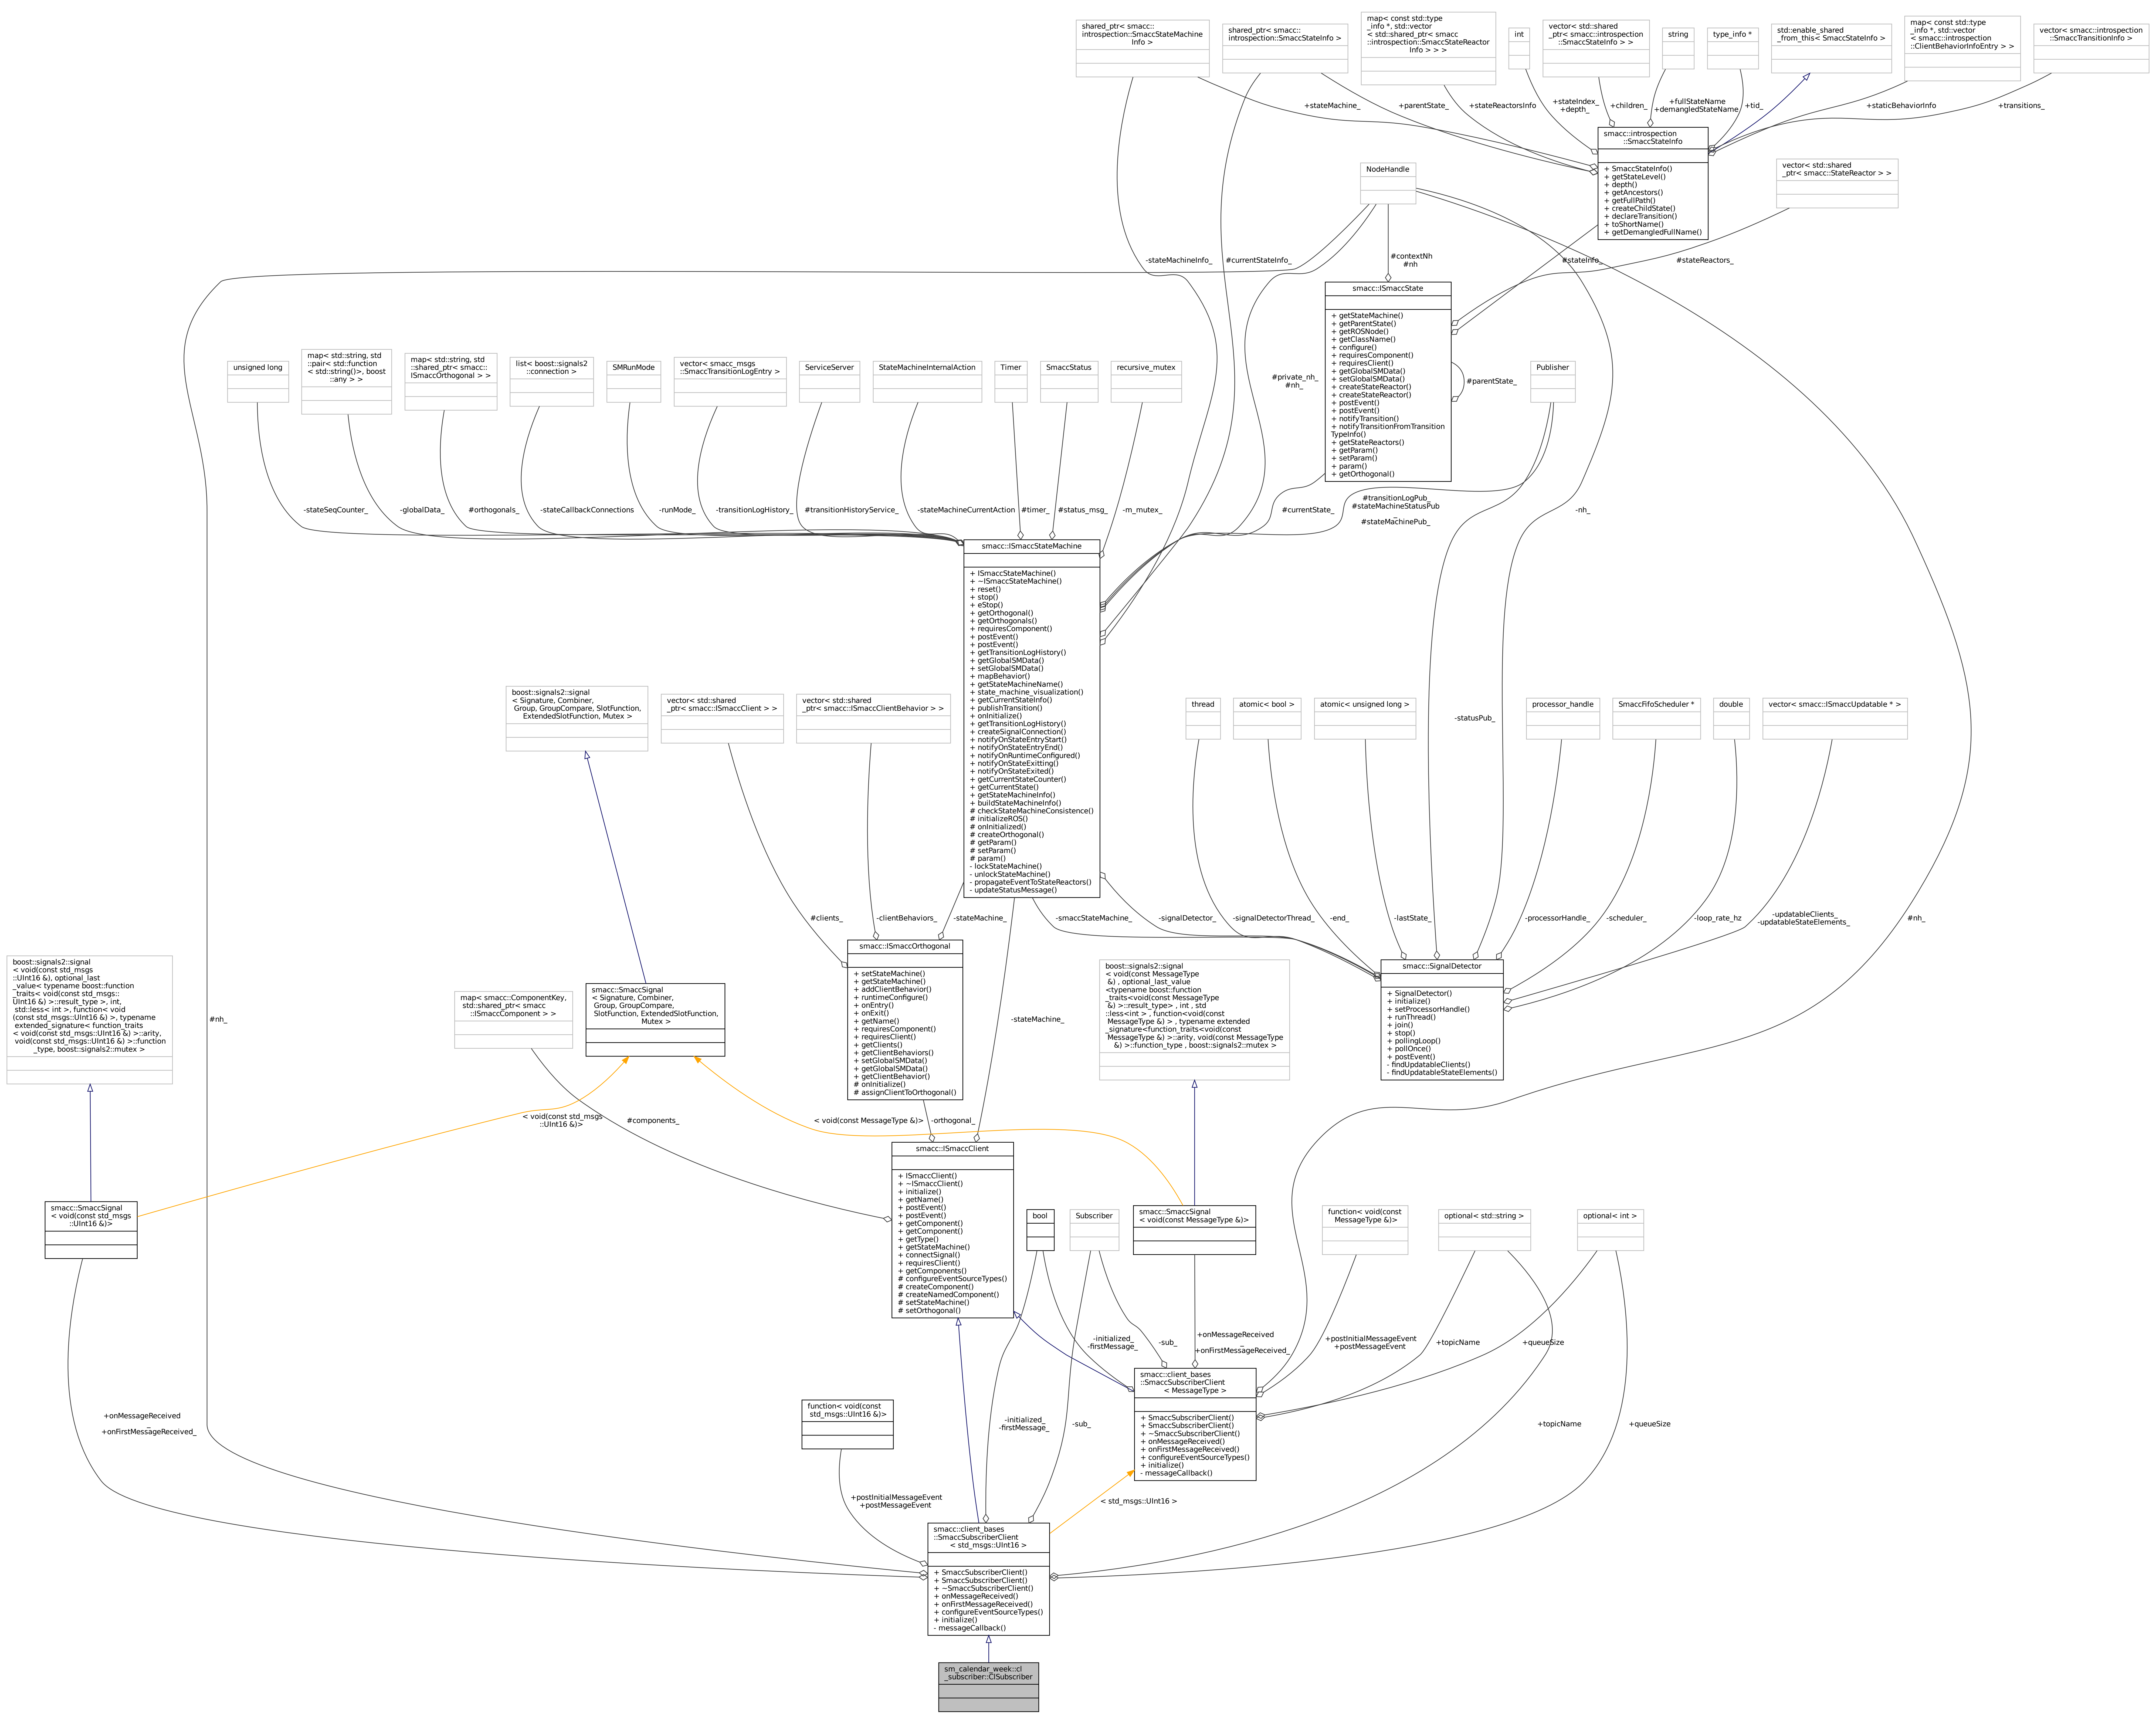 shared_ptr< smacc::
introspection::SmaccStateMachine
Info >
shared_ptr< smacc::
introspection::SmaccStateInfo >
map< const std::type
_info *, std::vector
< std::shared_ptr< smacc
::introspection::SmaccStateReactor
Info > > >
int
vector< std::shared
_ptr< smacc::introspection
::SmaccStateInfo > >
string
type_info *
std::enable_shared
_from_this< SmaccStateInfo >
map< const std::type
_info *, std::vector
< smacc::introspection
::ClientBehaviorInfoEntry > >
vector< smacc::introspection
::SmaccTransitionInfo >
+stateMachine_
+parentState_
+stateReactorsInfo
+stateIndex_
+depth_
+children_
+fullStateName
+demangledStateName
+tid_
+staticBehaviorInfo
+transitions_
smacc::introspection
::SmaccStateInfo
+ SmaccStateInfo()
+ getStateLevel()
+ depth()
+ getAncestors()
+ getFullPath()
+ createChildState()
+ declareTransition()
+ toShortName()
+ getDemangledFullName()
NodeHandle
vector< std::shared
_ptr< smacc::StateReactor > >
-stateMachineInfo_
#currentStateInfo_
#contextNh
#nh
#stateInfo_
#stateReactors_
smacc::ISmaccState
+ getStateMachine()
+ getParentState()
+ getROSNode()
+ getClassName()
+ configure()
+ requiresComponent()
+ requiresClient()
+ getGlobalSMData()
+ setGlobalSMData()
+ createStateReactor()
+ createStateReactor()
+ postEvent()
+ postEvent()
+ notifyTransition()
+ notifyTransitionFromTransition
TypeInfo()
+ getStateReactors()
+ getParam()
+ setParam()
+ param()
+ getOrthogonal()
#parentState_
#private_nh_
#nh_
Publisher
unsigned long
map< std::string, std
::pair< std::function
< std::string()>, boost
::any > >
map< std::string, std
::shared_ptr< smacc::
ISmaccOrthogonal > >
list< boost::signals2
::connection >
SMRunMode
vector< smacc_msgs
::SmaccTransitionLogEntry >
ServiceServer
StateMachineInternalAction
Timer
SmaccStatus
recursive_mutex
-stateSeqCounter_
-globalData_
#orthogonals_
-stateCallbackConnections
-runMode_
-transitionLogHistory_
#transitionHistoryService_
-stateMachineCurrentAction
#timer_
#status_msg_
-m_mutex_
#currentState_
#transitionLogPub_
#stateMachineStatusPub
_
#stateMachinePub_
-nh_
smacc::ISmaccStateMachine
+ ISmaccStateMachine()
+ ~ISmaccStateMachine()
+ reset()
+ stop()
+ eStop()
+ getOrthogonal()
+ getOrthogonals()
+ requiresComponent()
+ postEvent()
+ postEvent()
+ getTransitionLogHistory()
+ getGlobalSMData()
+ setGlobalSMData()
+ mapBehavior()
+ getStateMachineName()
+ state_machine_visualization()
+ getCurrentStateInfo()
+ publishTransition()
+ onInitialize()
+ getTransitionLogHistory()
+ createSignalConnection()
+ notifyOnStateEntryStart()
+ notifyOnStateEntryEnd()
+ notifyOnRuntimeConfigured()
+ notifyOnStateExitting()
+ notifyOnStateExited()
+ getCurrentStateCounter()
+ getCurrentState()
+ getStateMachineInfo()
+ buildStateMachineInfo()
# checkStateMachineConsistence()
# initializeROS()
# onInitialized()
# createOrthogonal()
# getParam()
# setParam()
# param()
- lockStateMachine()
- unlockStateMachine()
- propagateEventToStateReactors()
- updateStatusMessage()
boost::signals2::signal
< Signature, Combiner,
Group, GroupCompare, SlotFunction,
ExtendedSlotFunction, Mutex >
vector< std::shared
_ptr< smacc::ISmaccClient > >
vector< std::shared
_ptr< smacc::ISmaccClientBehavior > >
thread
atomic< bool >
atomic< unsigned long >
-statusPub_
processor_handle
SmaccFifoScheduler *
double
vector< smacc::ISmaccUpdatable * >
#clients_
-clientBehaviors_
-stateMachine_
-smaccStateMachine_
-signalDetector_
-signalDetectorThread_
-end_
-lastState_
-processorHandle_
-scheduler_
-loop_rate_hz
-updatableClients_
-updatableStateElements_
#nh_
smacc::ISmaccOrthogonal
+ setStateMachine()
+ getStateMachine()
+ addClientBehavior()
+ runtimeConfigure()
+ onEntry()
+ onExit()
+ getName()
+ requiresComponent()
+ requiresClient()
+ getClients()
+ getClientBehaviors()
+ setGlobalSMData()
+ getGlobalSMData()
+ getClientBehavior()
# onInitialize()
# assignClientToOrthogonal()
smacc::SignalDetector
+ SignalDetector()
+ initialize()
+ setProcessorHandle()
+ runThread()
+ join()
+ stop()
+ pollingLoop()
+ pollOnce()
+ postEvent()
- findUpdatableClients()
- findUpdatableStateElements()
boost::signals2::signal
< void(const std_msgs
::UInt16 &), optional_last
_value< typename boost::function
_traits< void(const std_msgs::
UInt16 &) >::result_type >, int,
std::less< int >, function< void
(const std_msgs::UInt16 &) >, typename
extended_signature< function_traits
< void(const std_msgs::UInt16 &) >::arity,
void(const std_msgs::UInt16 &) >::function
_type, boost::signals2::mutex >
map< smacc::ComponentKey,
std::shared_ptr< smacc
::ISmaccComponent > >
smacc::SmaccSignal
< Signature, Combiner,
Group, GroupCompare,
SlotFunction, ExtendedSlotFunction,
Mutex >
boost::signals2::signal
< void(const MessageType
&) , optional_last_value
<typename boost::function
_traits<void(const MessageType
&) >::result_type> , int , std
::less<int > , function<void(const
MessageType &) > , typename extended
_signature<function_traits<void(const
MessageType &) >::arity, void(const MessageType
&) >::function_type , boost::signals2::mutex >
#nh_
-stateMachine_
< void(const std_msgs
::UInt16 &)>
#components_
< void(const MessageType &)>
-orthogonal_
smacc::ISmaccClient
+ ISmaccClient()
+ ~ISmaccClient()
+ initialize()
+ getName()
+ postEvent()
+ postEvent()
+ getComponent()
+ getComponent()
+ getType()
+ getStateMachine()
+ connectSignal()
+ requiresClient()
+ getComponents()
# configureEventSourceTypes()
# createComponent()
# createNamedComponent()
# setStateMachine()
# setOrthogonal()
smacc::SmaccSignal
< void(const std_msgs
::UInt16 &)>
bool
Subscriber
smacc::SmaccSignal
< void(const MessageType &)>
function< void(const
MessageType &)>
optional< std::string >
optional< int >
-initialized_
-firstMessage_
-sub_
+onMessageReceived
_
+onFirstMessageReceived_
+postInitialMessageEvent
+postMessageEvent
+topicName
+queueSize
smacc::client_bases
::SmaccSubscriberClient
< MessageType >
+ SmaccSubscriberClient()
+ SmaccSubscriberClient()
+ ~SmaccSubscriberClient()
+ onMessageReceived()
+ onFirstMessageReceived()
+ configureEventSourceTypes()
+ initialize()
- messageCallback()
function< void(const
std_msgs::UInt16 &)>
+onMessageReceived
_
+onFirstMessageReceived_
-initialized_
-firstMessage_
-sub_
+topicName
+queueSize
+postInitialMessageEvent
+postMessageEvent
< std_msgs::UInt16 >
smacc::client_bases
::SmaccSubscriberClient
< std_msgs::UInt16 >
+ SmaccSubscriberClient()
+ SmaccSubscriberClient()
+ ~SmaccSubscriberClient()
+ onMessageReceived()
+ onFirstMessageReceived()
+ configureEventSourceTypes()
+ initialize()
- messageCallback()
sm_calendar_week::cl
_subscriber::ClSubscriber